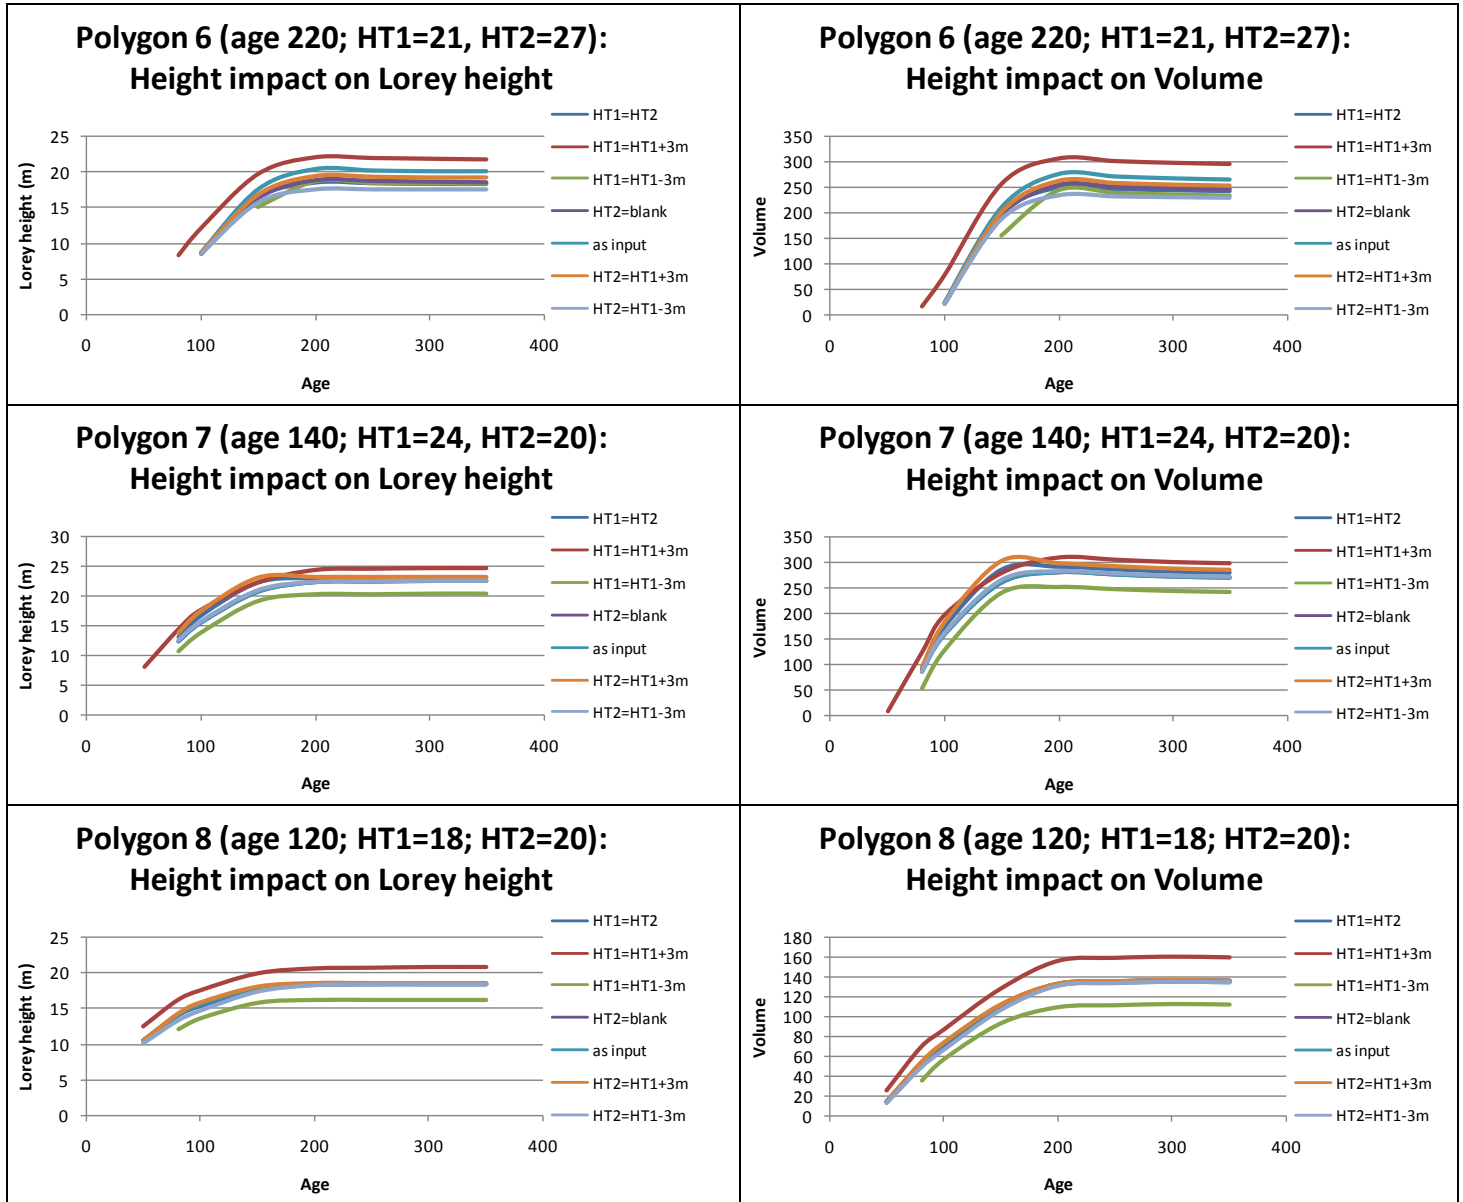 Polygon 6 (age 220; HT1=21, HT2=27):
Height impact on Lorey height
Lorey height (m)
25
20
15
10
5
0
0 100 200 300 400
Age
HT1=HT2
HT1=HT1+3m
HT1=HT1-3m
HT2=blank
as input
HT2=HT1+3m
HT2=HT1-3m
Polygon 6 (age 220; HT1=21, HT2=27):
Height impact on Volume
Volume
350
300
250
200
150
100
50
0
0 100 200 300 400
Age
HT1=HT2
HT1=HT1+3m
HT1=HT1-3m
HT2=blank
as input
HT2=HT1+3m
HT2=HT1-3m
Polygon 7 (age 140; HT1=24, HT2=20):
Height impact on Lorey height
Lorey height (m)
30
25
20
15
10
5
0
0 100 200 300 400
Age
HT1=HT2
HT1=HT1+3m
HT1=HT1-3m
HT2=blank
as input
HT2=HT1+3m
HT2=HT1-3m
Polygon 7 (age 140; HT1=24, HT2=20):
Height impact on Volume
Volume
350
300
250
200
150
100
50
0
0 100 200 300 400
Age
HT1=HT2
HT1=HT1+3m
HT1=HT1-3m
HT2=blank
as input
HT2=HT1+3m
HT2=HT1-3m
Polygon 8 (age 120; HT1=18; HT2=20):
Height impact on Lorey height
Lorey height (m)
25
20
15
10
5
0
0 100 200 300 400
Age
HT1=HT2
HT1=HT1+3m
HT1=HT1-3m
HT2=blank
as input
HT2=HT1+3m
HT2=HT1-3m
Polygon 8 (age 120; HT1=18; HT2=20):
Height impact on Volume
Volume
180
160
140
120
100
80
60
40
20
0
0 100 200 300 400
Age
HT1=HT2
HT1=HT1+3m
HT1=HT1-3m
HT2=blank
as input
HT2=HT1+3m
HT2=HT1-3m